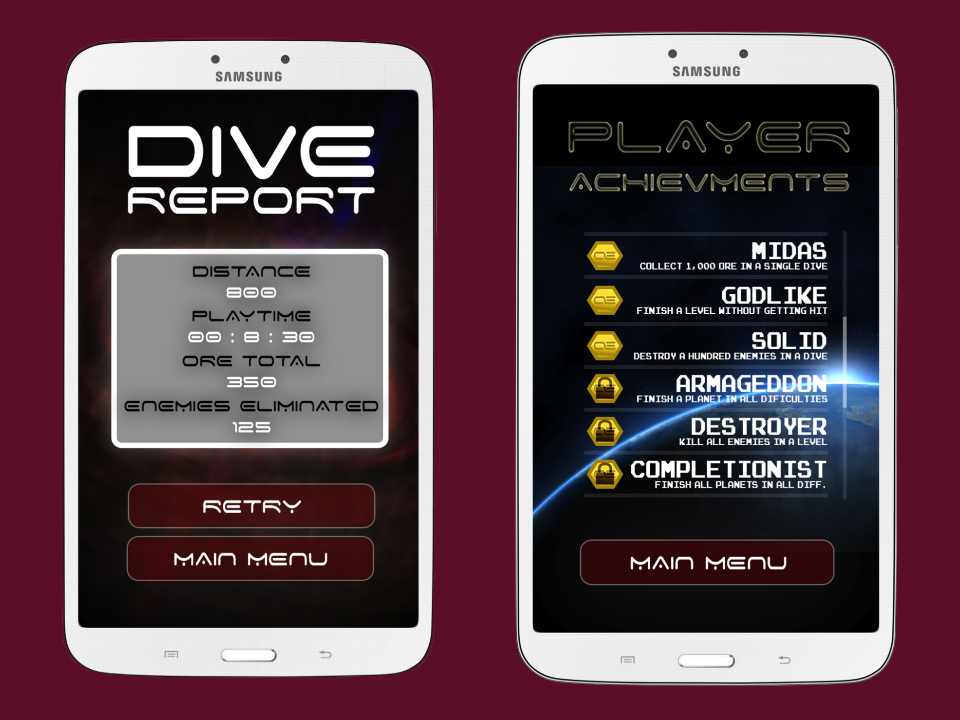 SAMSUNG
DIVE
REPORT
DISTANCE
800
PLAYTIME
00 : 8 : 30
ORE TOTAL
350
ENEMIES ELIMINATED
125
RETRY
MAIN MENU
SAMSUNG
PLAYER
ACHIEVMENTS
MIDAS
COLLECT 1,000 ORE IN A SINGLE DIVE
GODLIKE
FINISH A LEVEL WITHOUT GETTING HIT
SOLID
DESTROY A HUNDRED ENEMIES IN A DIVE
ARMAGEDDON
FINISH A PLANET IN ALL DIFICULTIES
DESTROYER
KILL ALL ENEMIES IN A LEVEL
COMPLETIONIST
FINISH ALL PLANETS IN ALL DIFF.
MAIN MENU